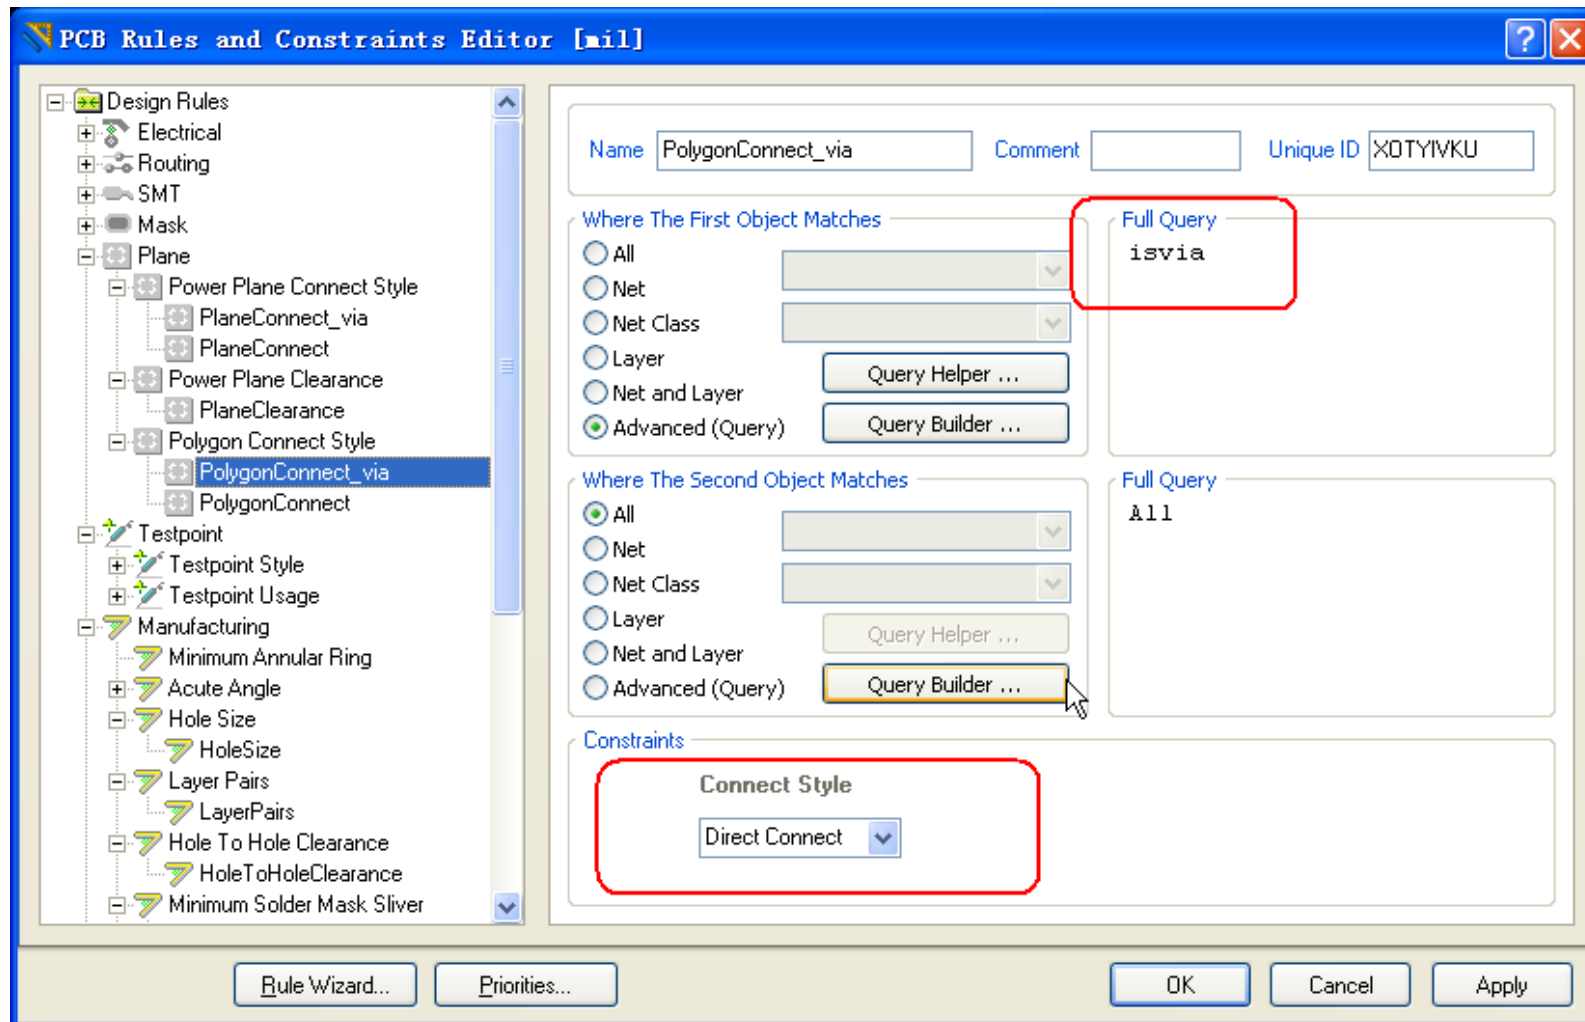 PCB Rules and Constraints Editor [mil]
Design Rules
Electrical
Routing
SMT
Mask
Plane
Power Plane Connect Style
PlaneConnect_via
PlaneConnect
Power Plane Clearance
PlaneClearance
Polygon Connect Style
PolygonConnect_via
PolygonConnect
Testpoint
Testpoint Style
Testpoint Usage
Manufacturing
Minimum Annular Ring
Acute Angle
Hole Size
HoleSize
Layer Pairs
LayerPairs
Hole To Hole Clearance
HoleToHoleClearance
Minimum Solder Mask Sliver
Name PolygonConnect_via Comment Unique ID XOTYIVKU
Where The First Object Matches
All
Net
Net Class
Layer
Net and Layer
Advanced (Query)
Query Helper ...
Query Builder ...
Full Query
isvia
Where The Second Object Matches
All
Net
Net Class
Layer
Net and Layer
Advanced (Query)
Query Helper ...
Query Builder ...
Full Query
All
Constraints
Connect Style
Direct Connect
Rule Wizard... Priorities... OK Cancel Apply